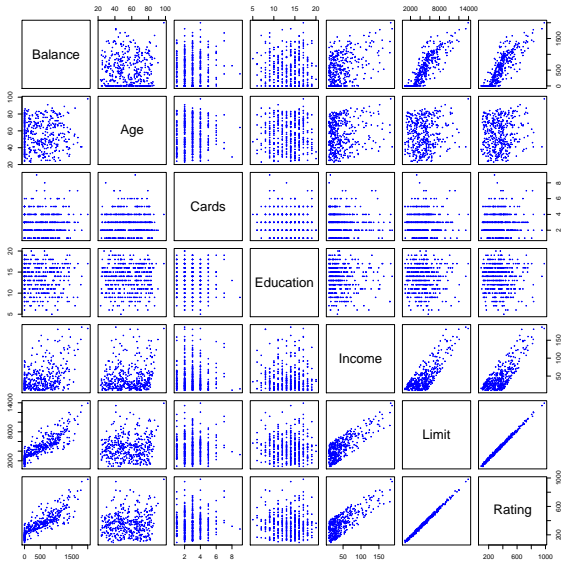 20 40 60 80 100
5 10 15 20
2000 8000 14000
Balance
0 500 1500
20 40 60 80 100
Age
Cards
2 4 6 8
5 10 15 20
Education
Income
50 100 150
2000 8000 14000
Limit
Rating
200 600 1000
0 500 1500
2 4 6 8
50 100 150
200 600 1000